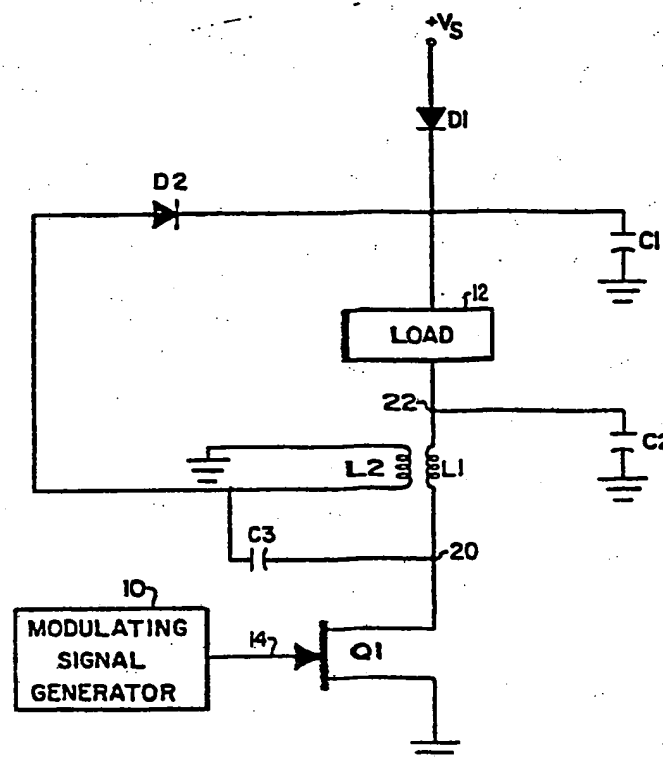 +VS
D1
D2
C1
12
LOAD
22
C2
L2 L1
C3
20
10
MODULATING
SIGNAL
GENERATOR
14
Q1